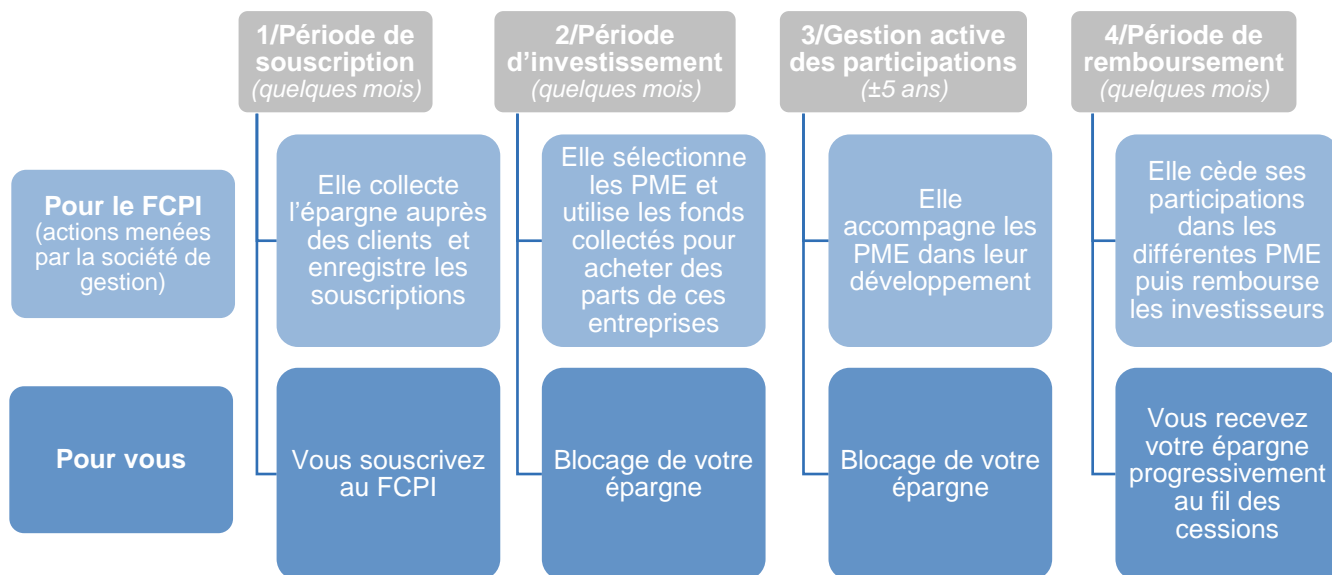 1/Période de
souscription
(quelques mois)
2/Période
d’investissement
(quelques mois)
3/Gestion active
des participations
(±5 ans)
4/Période de
remboursement
(quelques mois)
Pour le FCPI
(actions menées
par la société de
gestion)
Elle collecte
l’épargne auprès
des clients et
enregistre les
souscriptions
Elle sélectionne
les PME et
utilise les fonds
collectés pour
acheter des
parts de ces
entreprises
Elle
accompagne les
PME dans leur
développement
Elle cède ses
participations
dans les
différentes PME
puis rembourse
les investisseurs
Pour vous
Vous souscrivez
au FCPI
Blocage de votre
épargne
Blocage de votre
épargne
Vous recevez
votre épargne
progressivement
au fil des
cessions